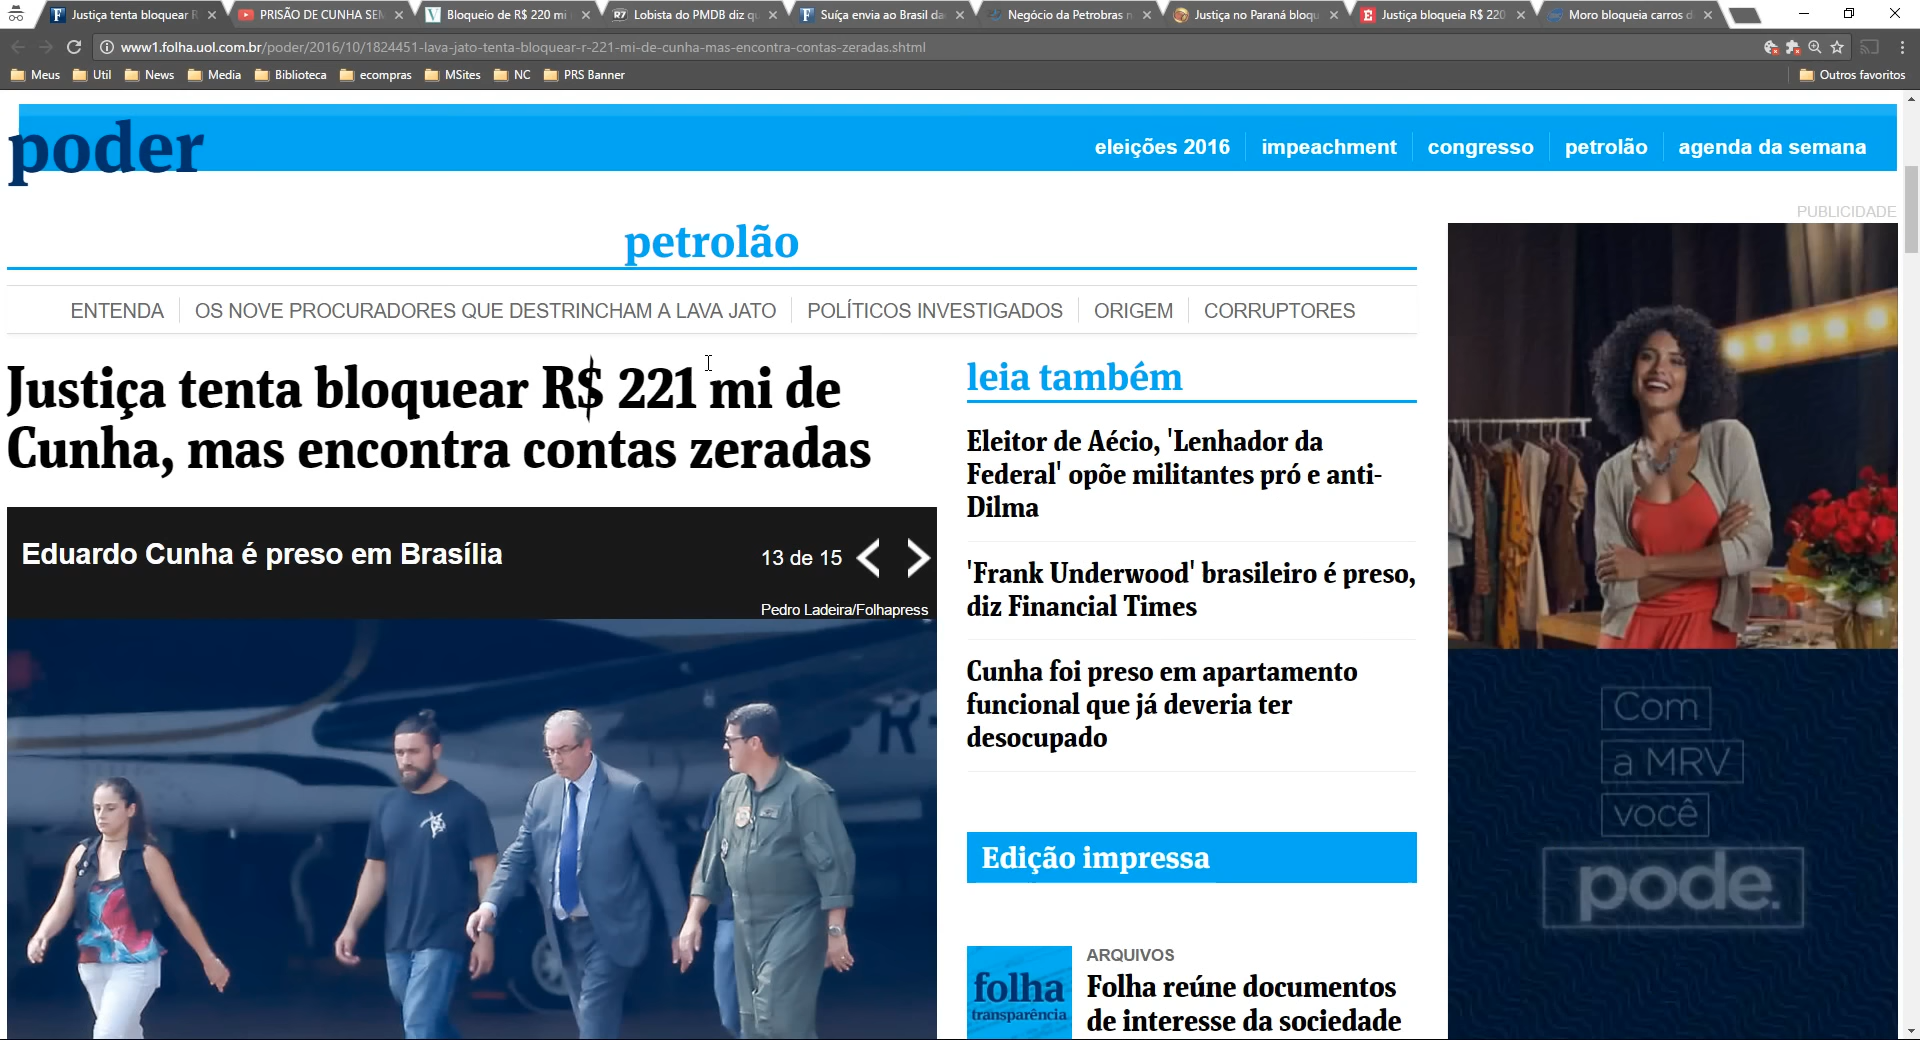 Justiça tenta bloquear R
PRISÃO DE CUNHA SEM
Bloqueio de R$ 220 mi
R7 Lobista do PMDB diz qu
Suíça envia ao Brasil da
Negócio da Petrobras n
Justiça no Paraná bloqu
Justiça bloqueia R$ 220
Moro bloqueia carros d
www1.folha.uol.com.br/poder/2016/10/1824451-lava-jato-tenta-bloquear-r-221-mi-de-cunha-mas-encontra-contas-zeradas.shtml
Meus Util News Media Biblioteca ecompras MSites NC PRS Banner Outros favoritos
poder
eleições 2016 impeachment congresso petrolão agenda da semana
PUBLICIDADE
petrolão
ENTENDA OS NOVE PROCURADORES QUE DESTRINCHAM A LAVA JATO POLÍTICOS INVESTIGADOS ORIGEM CORRUPTORES
Justiça tenta bloquear R$ 221 mi de
Cunha, mas encontra contas zeradas
Eduardo Cunha é preso em Brasília
13 de 15
Pedro Ladeira/Folhapress
leia também
Eleitor de Aécio, 'Lenhador da
Federal' opõe militantes pró e anti-
Dilma
'Frank Underwood' brasileiro é preso,
diz Financial Times
Cunha foi preso em apartamento
funcional que já deveria ter
desocupado
Edição impressa
folha
transparência
ARQUIVOS
Folha reúne documentos
de interesse da sociedade
Com
a MRV
você
pode.